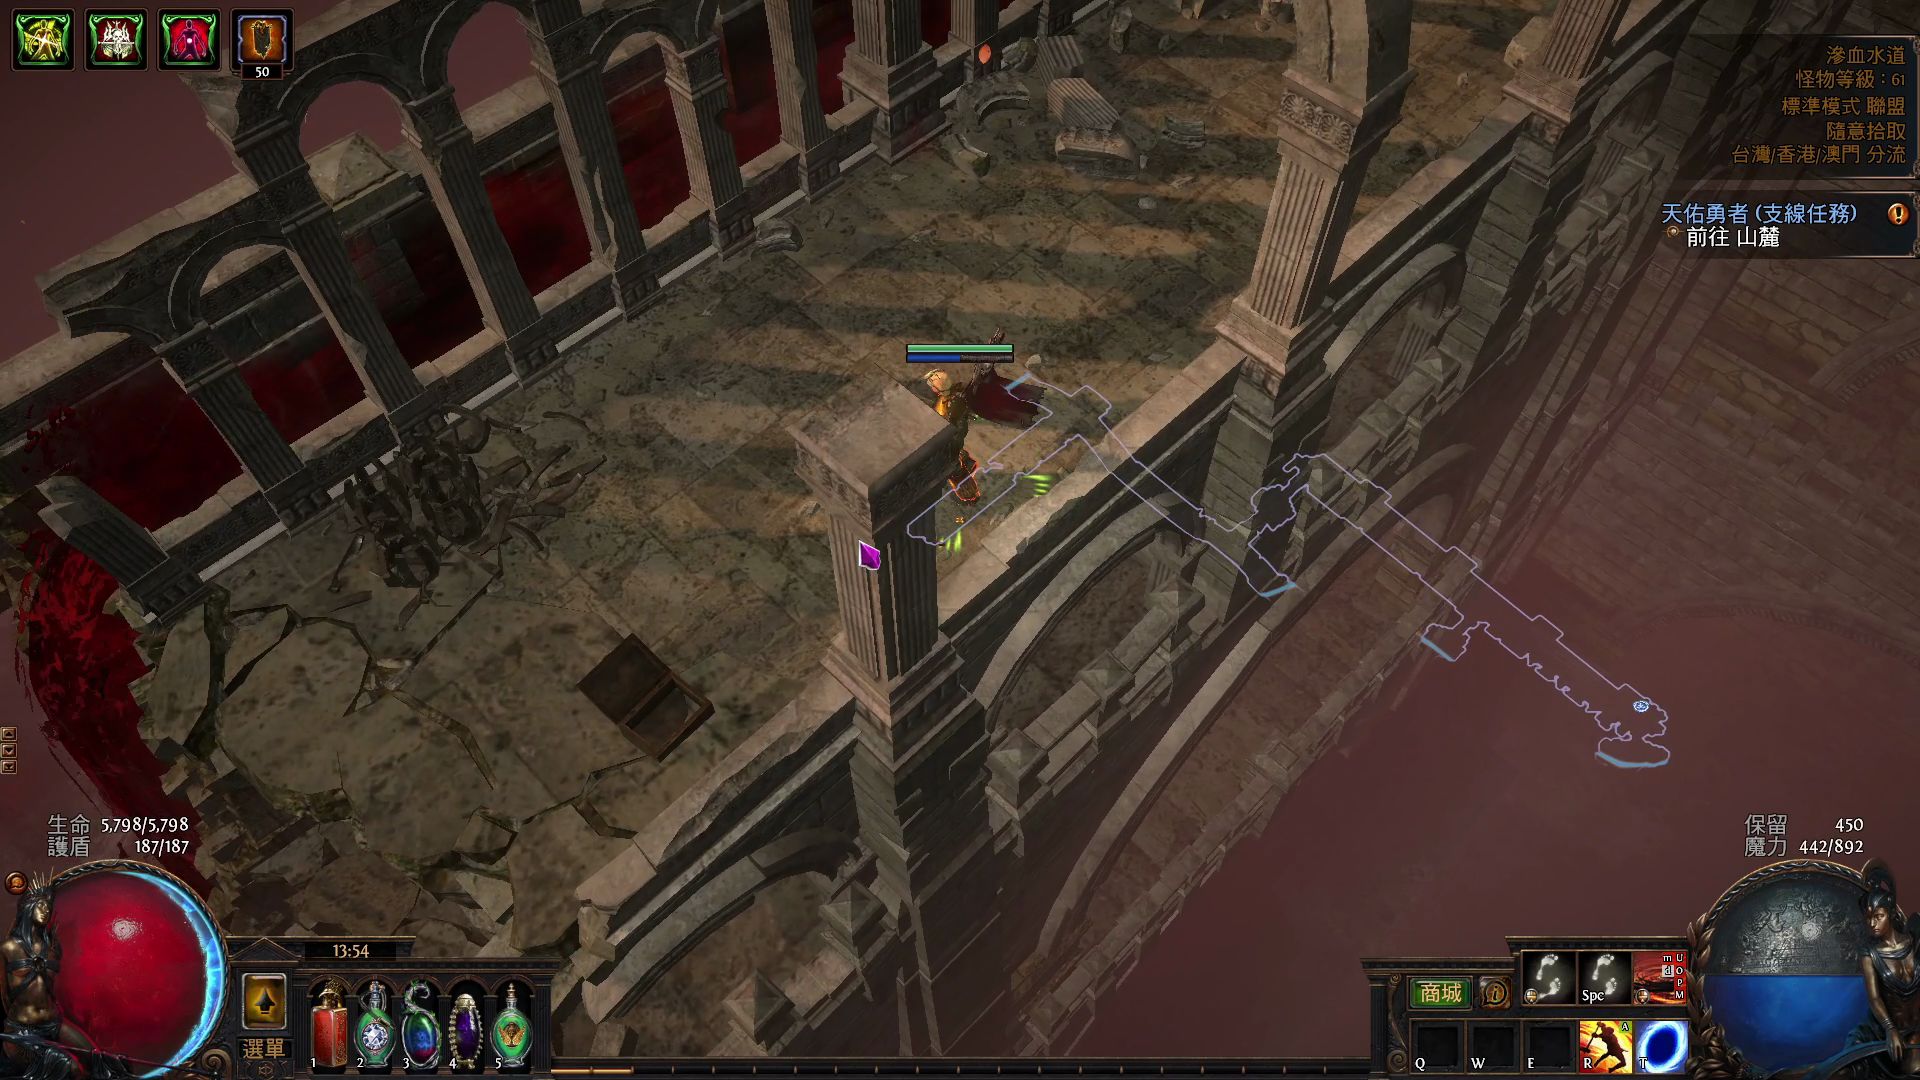 50
滲血水道
怪物等級：61
標準模式 聯盟
隨意拾取
台灣/香港/澳門 分流
天佑勇者 (支線任務)
前往 山麓
生命 5,798/5,798
護盾 187/187
保留 450
魔力 442/892
13:54
選單
1 2 3 4 5
商城
Spc
Q W E R T
A